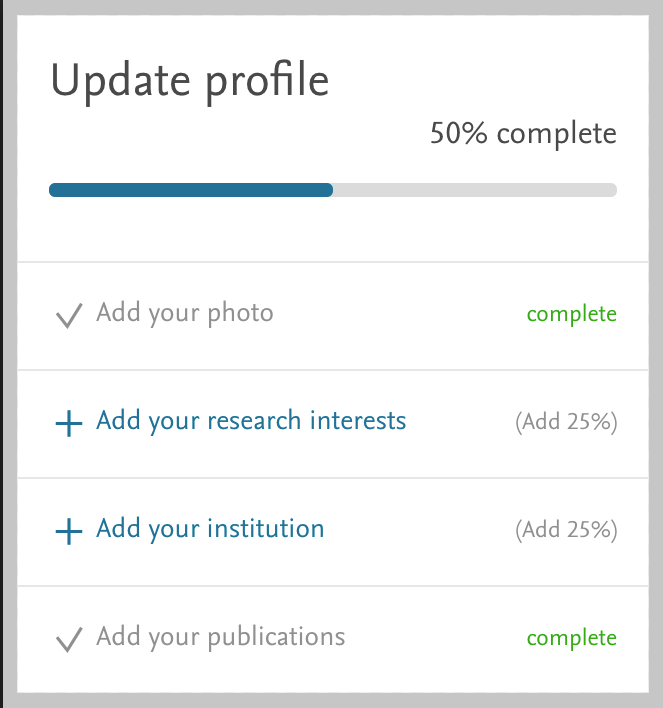 Update profile
50% complete
Add your photo complete
Add your research interests (Add 25%)
Add your institution (Add 25%)
Add your publications complete